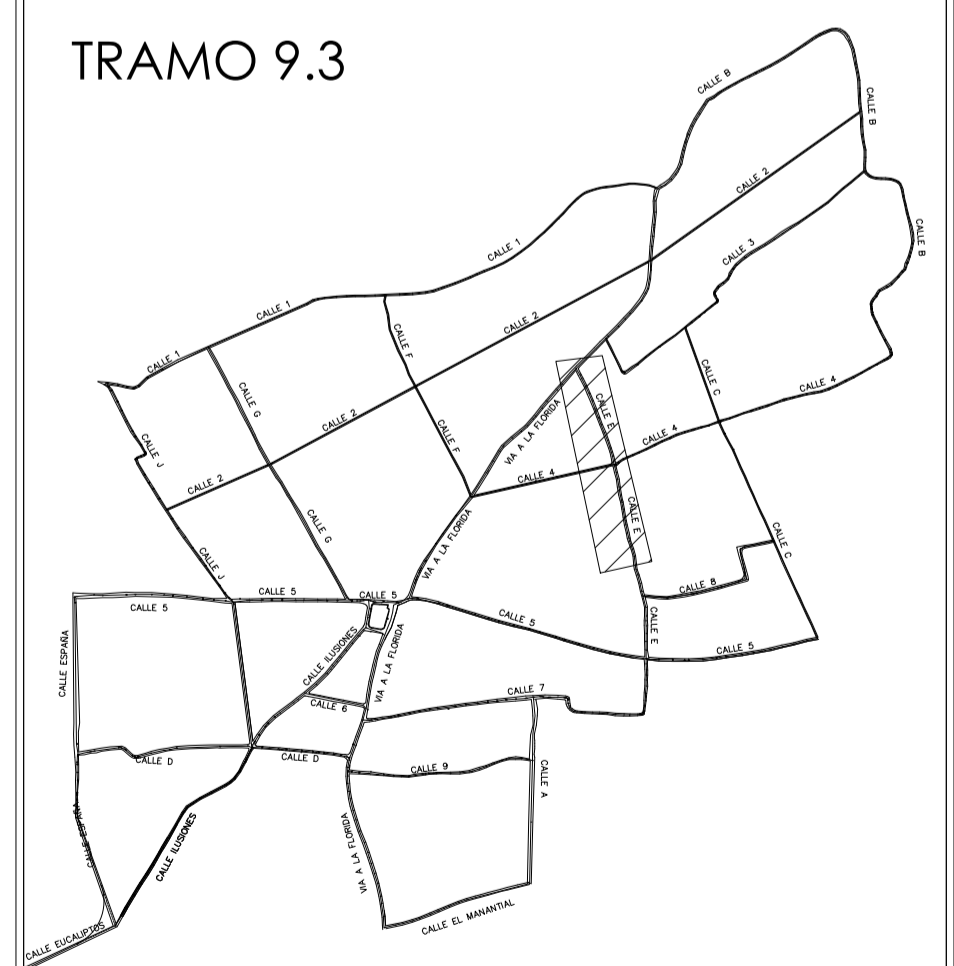 TRAMO 9.3
CALLE B
CALLE B
CALLE 2
CALLE B
CALLE 3
CALLE 1
CALLE 1
CALLE 2
CALLE F
CALLE 1
CALLE C
CALLE 4
CALLE G
CALLE E
CALLE 2
VIA A LA FLORIDA
CALLE F
CALLE 4
CALLE J
CALLE 4
CALLE 2
CALLE E
CALLE G
VIA A LA FLORIDA
CALLE C
CALLE J
CALLE 8
CALLE 5
CALLE 5
CALLE 5
CALLE 5
CALLE E
CALLE 5
CALLE ESPAÑA
CALLE ILUSIONES
VIA A LA FLORIDA
CALLE 7
CALLE 6
CALLE D
CALLE D
CALLE 9
CALLE A
CALLE ESPAÑA
CALLE ILUSIONES
VIA A LA FLORIDA
CALLE EL MANANTIAL
CALLE EUCALIPTOS